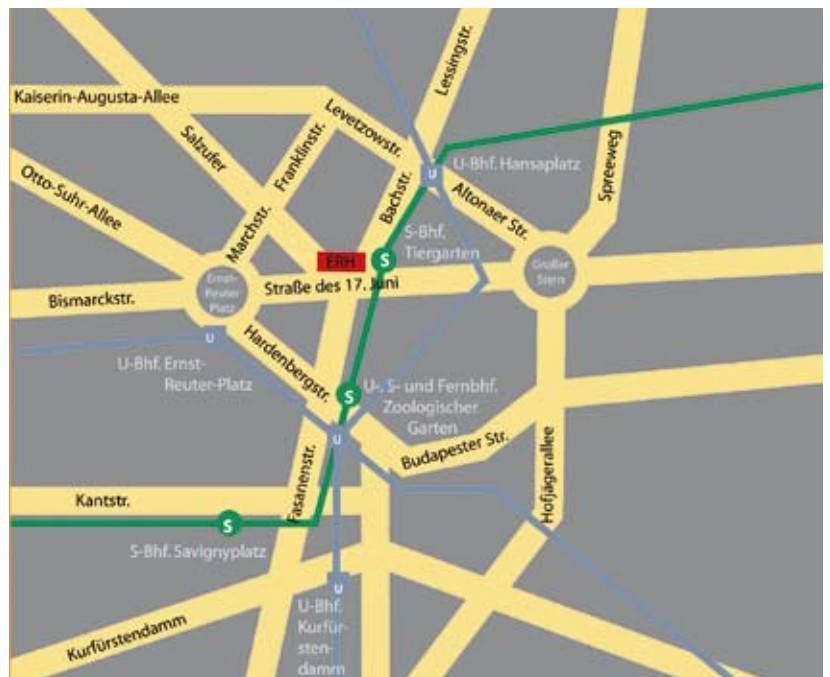 Kaiserin-Augusta-Allee
Salzufer
Otto-Suhr-Allee
Marchstr.
Franklinstr.
Levetzowstr.
Lessingstr.
U
U-Bhf. Hansaplatz
Spreeweg
Altonaer Str.
Bachstr.
S-Bhf.
Tiergarten
ERH
S
Großer
Stern
Ernst-
Reuter
Platz
Straße des 17. Juni
Bismarckstr.
U
U-Bhf. Ernst-
Reuter-Platz
Hardenbergstr.
S
U-, S- und Fernbhf.
Zoologischer
Garten
U
Budapester Str.
Hofjägerallee
Fasanenstr.
Kantstr.
S
S-Bhf. Savignyplatz
U
U-Bhf.
Kurfür-
sten-
damm
Kurfürstendamm